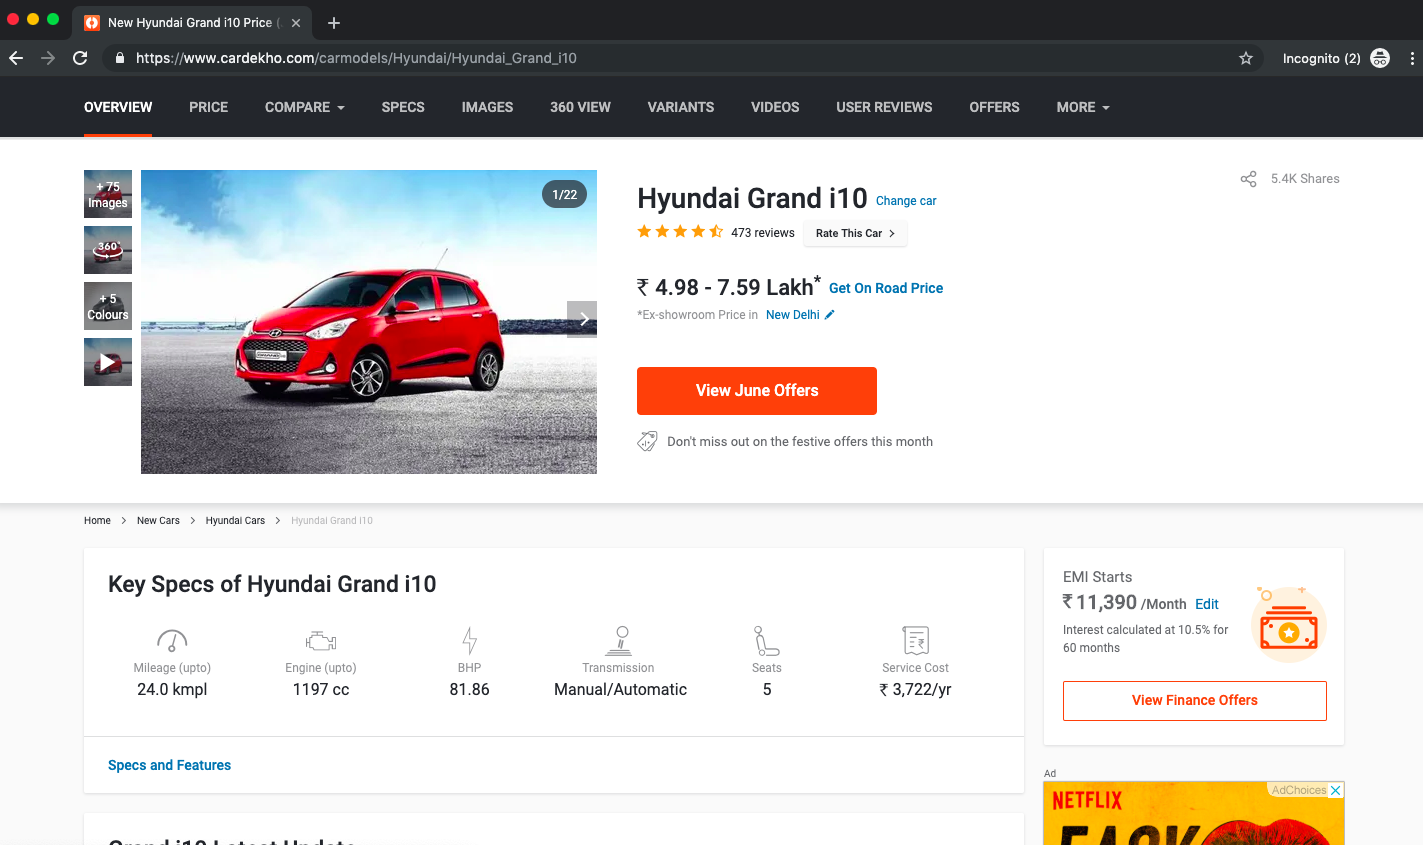 New Hyundai Grand i10 Price (
https://www.cardekho.com/carmodels/Hyundai/Hyundai_Grand_i10
Incognito (2)
OVERVIEW PRICE COMPARE SPECS IMAGES 360 VIEW VARIANTS VIDEOS USER REVIEWS OFFERS MORE
+ 75
Images
360°
+ 5
Colours
1/22
Hyundai Grand i10 Change car
5.4K Shares
473 reviews Rate This Car
₹ 4.98 - 7.59 Lakh* Get On Road Price
*Ex-showroom Price in New Delhi
View June Offers
Don't miss out on the festive offers this month
Home > New Cars > Hyundai Cars > Hyundai Grand i10
Key Specs of Hyundai Grand i10
Mileage (upto) Engine (upto) BHP Transmission Seats Service Cost
24.0 kmpl 1197 cc 81.86 Manual/Automatic 5 ₹ 3,722/yr
Specs and Features
EMI Starts
₹ 11,390 /Month Edit
Interest calculated at 10.5% for
60 months
View Finance Offers
Ad
AdChoices
NETFLIX
Grand i10 Latest Update